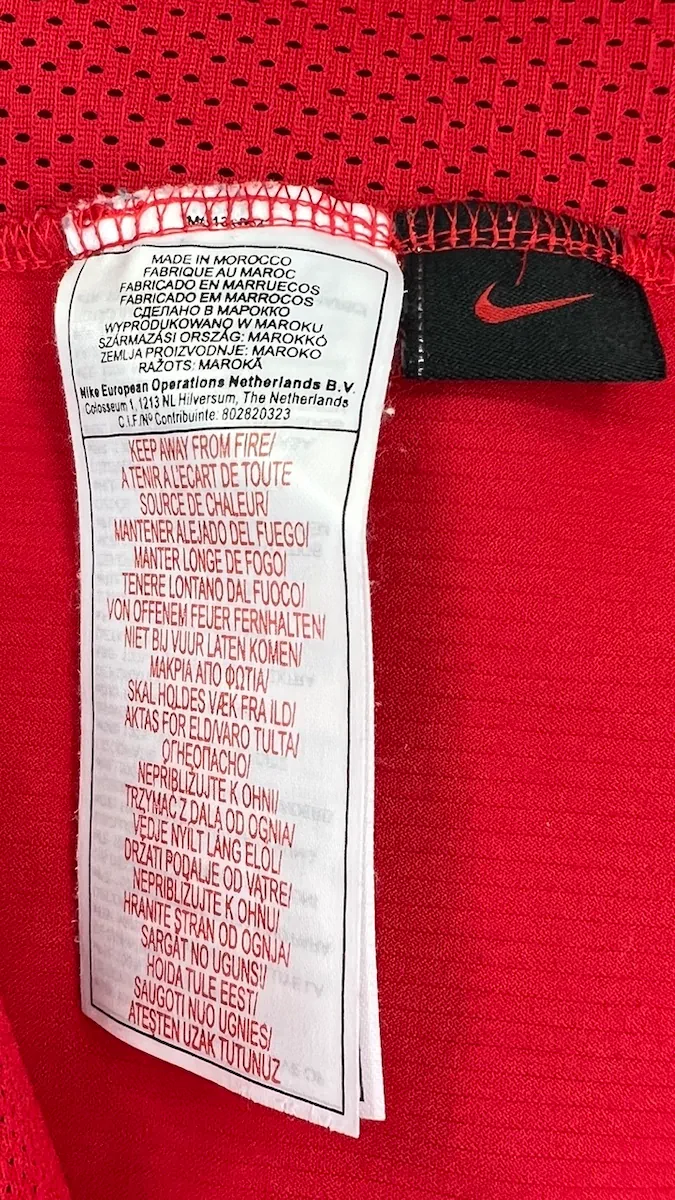 MADE IN MOROCCO
FABRIQUE AU MAROC
FABRICADO EN MARRUECOS
FABRICADO EM MARROCOS
СДЕЛАНО В МАРОККО
WYPRODUKOWANO W MAROKU
SZÁRMAZÁSI ORSZÁG: MAROKKÓ
ZEMLJA PROIZVODNJE: MAROKO
RAŽOTS: MAROKĀ
Nike European Operations Netherlands B.V.
Colosseum 1, 1213 NL Hilversum, The Netherlands
C.I.F./Nº Contribuinte: 802820323
KEEP AWAY FROM FIRE/
A TENIR A L'ECART DE TOUTE
SOURCE DE CHALEUR/
MANTENER ALEJADO DEL FUEGO/
MANTER LONGE DE FOGO/
TENERE LONTANO DAL FUOCO/
VON OFFENEM FEUER FERNHALTEN/
NIET BIJ VUUR LATEN KOMEN/
ΜΑΚΡΙΑ ΑΠΟ ΦΩΤΙΑ/
SKAL HOLDES VÆK FRA ILD/
AKTAS FÖR ELD/VARO TULTA/
ОГНЕОПАСНО/
NEPRIBLIŽUJTE K OHNI/
TRZYMAĆ Z DALA OD OGNIA/
VÉDJE NYÍLT LÁNG ELÖL/
DRŽATI PODALJE OD VATRE/
NEPRIBLIŽUJTE K OHŇU/
HRANITE STRAN OD OGNJA/
SARGĀT NO UGUNS/
HOIDA TULE EEST/
SAUGOTI NUO UGNIES/
ATEŞTEN UZAK TUTUNUZ